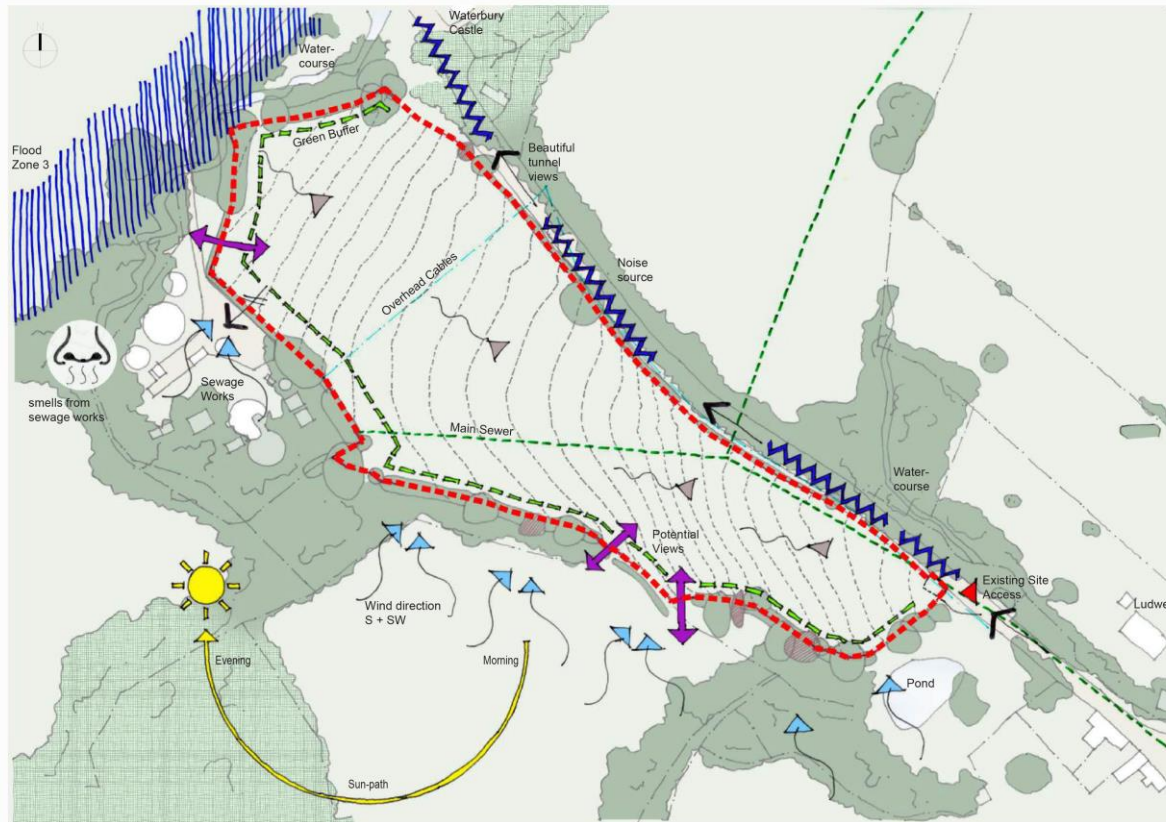 N
Waterbury
Castle
Water-
course
Green Buffer
Flood
Zone 3
Beautiful
tunnel
views
Noise
source
Overhead Cables
smells from
sewage works
Sewage
Works
Main Sewer
Water-
course
Potential
Views
Existing Site
Access
Ludwe
Wind direction
S + SW
Evening
Morning
Pond
Sun-path